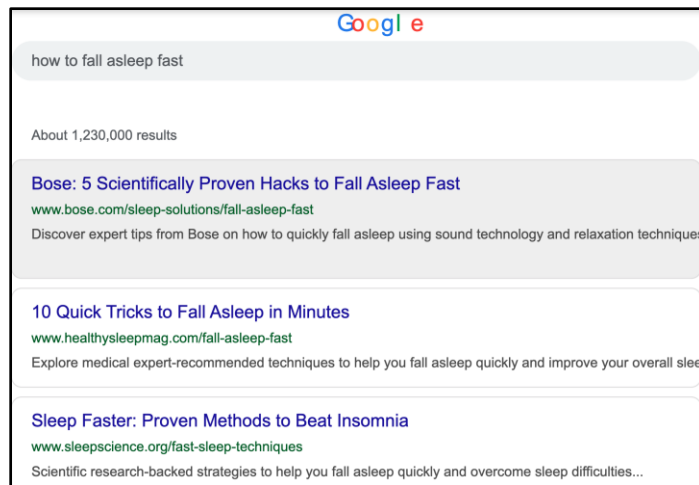 Google
how to fall asleep fast
About 1,230,000 results
Bose: 5 Scientifically Proven Hacks to Fall Asleep Fast
www.bose.com/sleep-solutions/fall-asleep-fast
Discover expert tips from Bose on how to quickly fall asleep using sound technology and relaxation techniques
10 Quick Tricks to Fall Asleep in Minutes
www.healthysleepmag.com/fall-asleep-fast
Explore medical expert-recommended techniques to help you fall asleep quickly and improve your overall slee
Sleep Faster: Proven Methods to Beat Insomnia
www.sleepscience.org/fast-sleep-techniques
Scientific research-backed strategies to help you fall asleep quickly and overcome sleep difficulties...